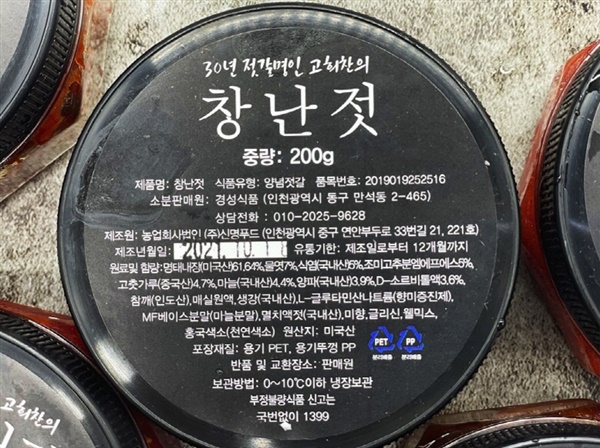 30년 젓갈명인 고희찬의
창난젓
중량: 200g
제품명: 창난젓 식품유형: 양념젓갈 품목번호: 2019019252516
소분판매원: 경성식품 (인천광역시 동구 만석동 2-465)
상담전화 : 010-2025-9628
제조원: 농업회사법인 (주)신명푸드 (인천광역시 중구 연안부두로 33번길 21, 221호)
제조년월일: 유통기한: 제조일로부터 12개월까지
원료및 함량: 명태내장(미국산)61.64%,물엿7%,식염(국내산)6%,조미고추분엠에프에스5%,
고춧가루(중국산)4.7%,마늘(국내산)4.4%,양파(국내산)3.9%,D-소르비톨액3.6%,
참깨(인도산),매실원액,생강(국내산),L-글루타민산나트륨(향미증진제),
MF베이스분말(마늘분말),멸치액젓(국내산),미향,글리신,웰믹스,
홍국색소(천연색소) 원산지: 미국산
포장재질: 용기 PET, 용기뚜껑 PP
PET PP
분리배출 분리배출
반품 및 교환장소: 판매원
보관방법: 0~10℃이하 냉장보관
부정불량식품 신고는
국번없이 1399
고희찬의